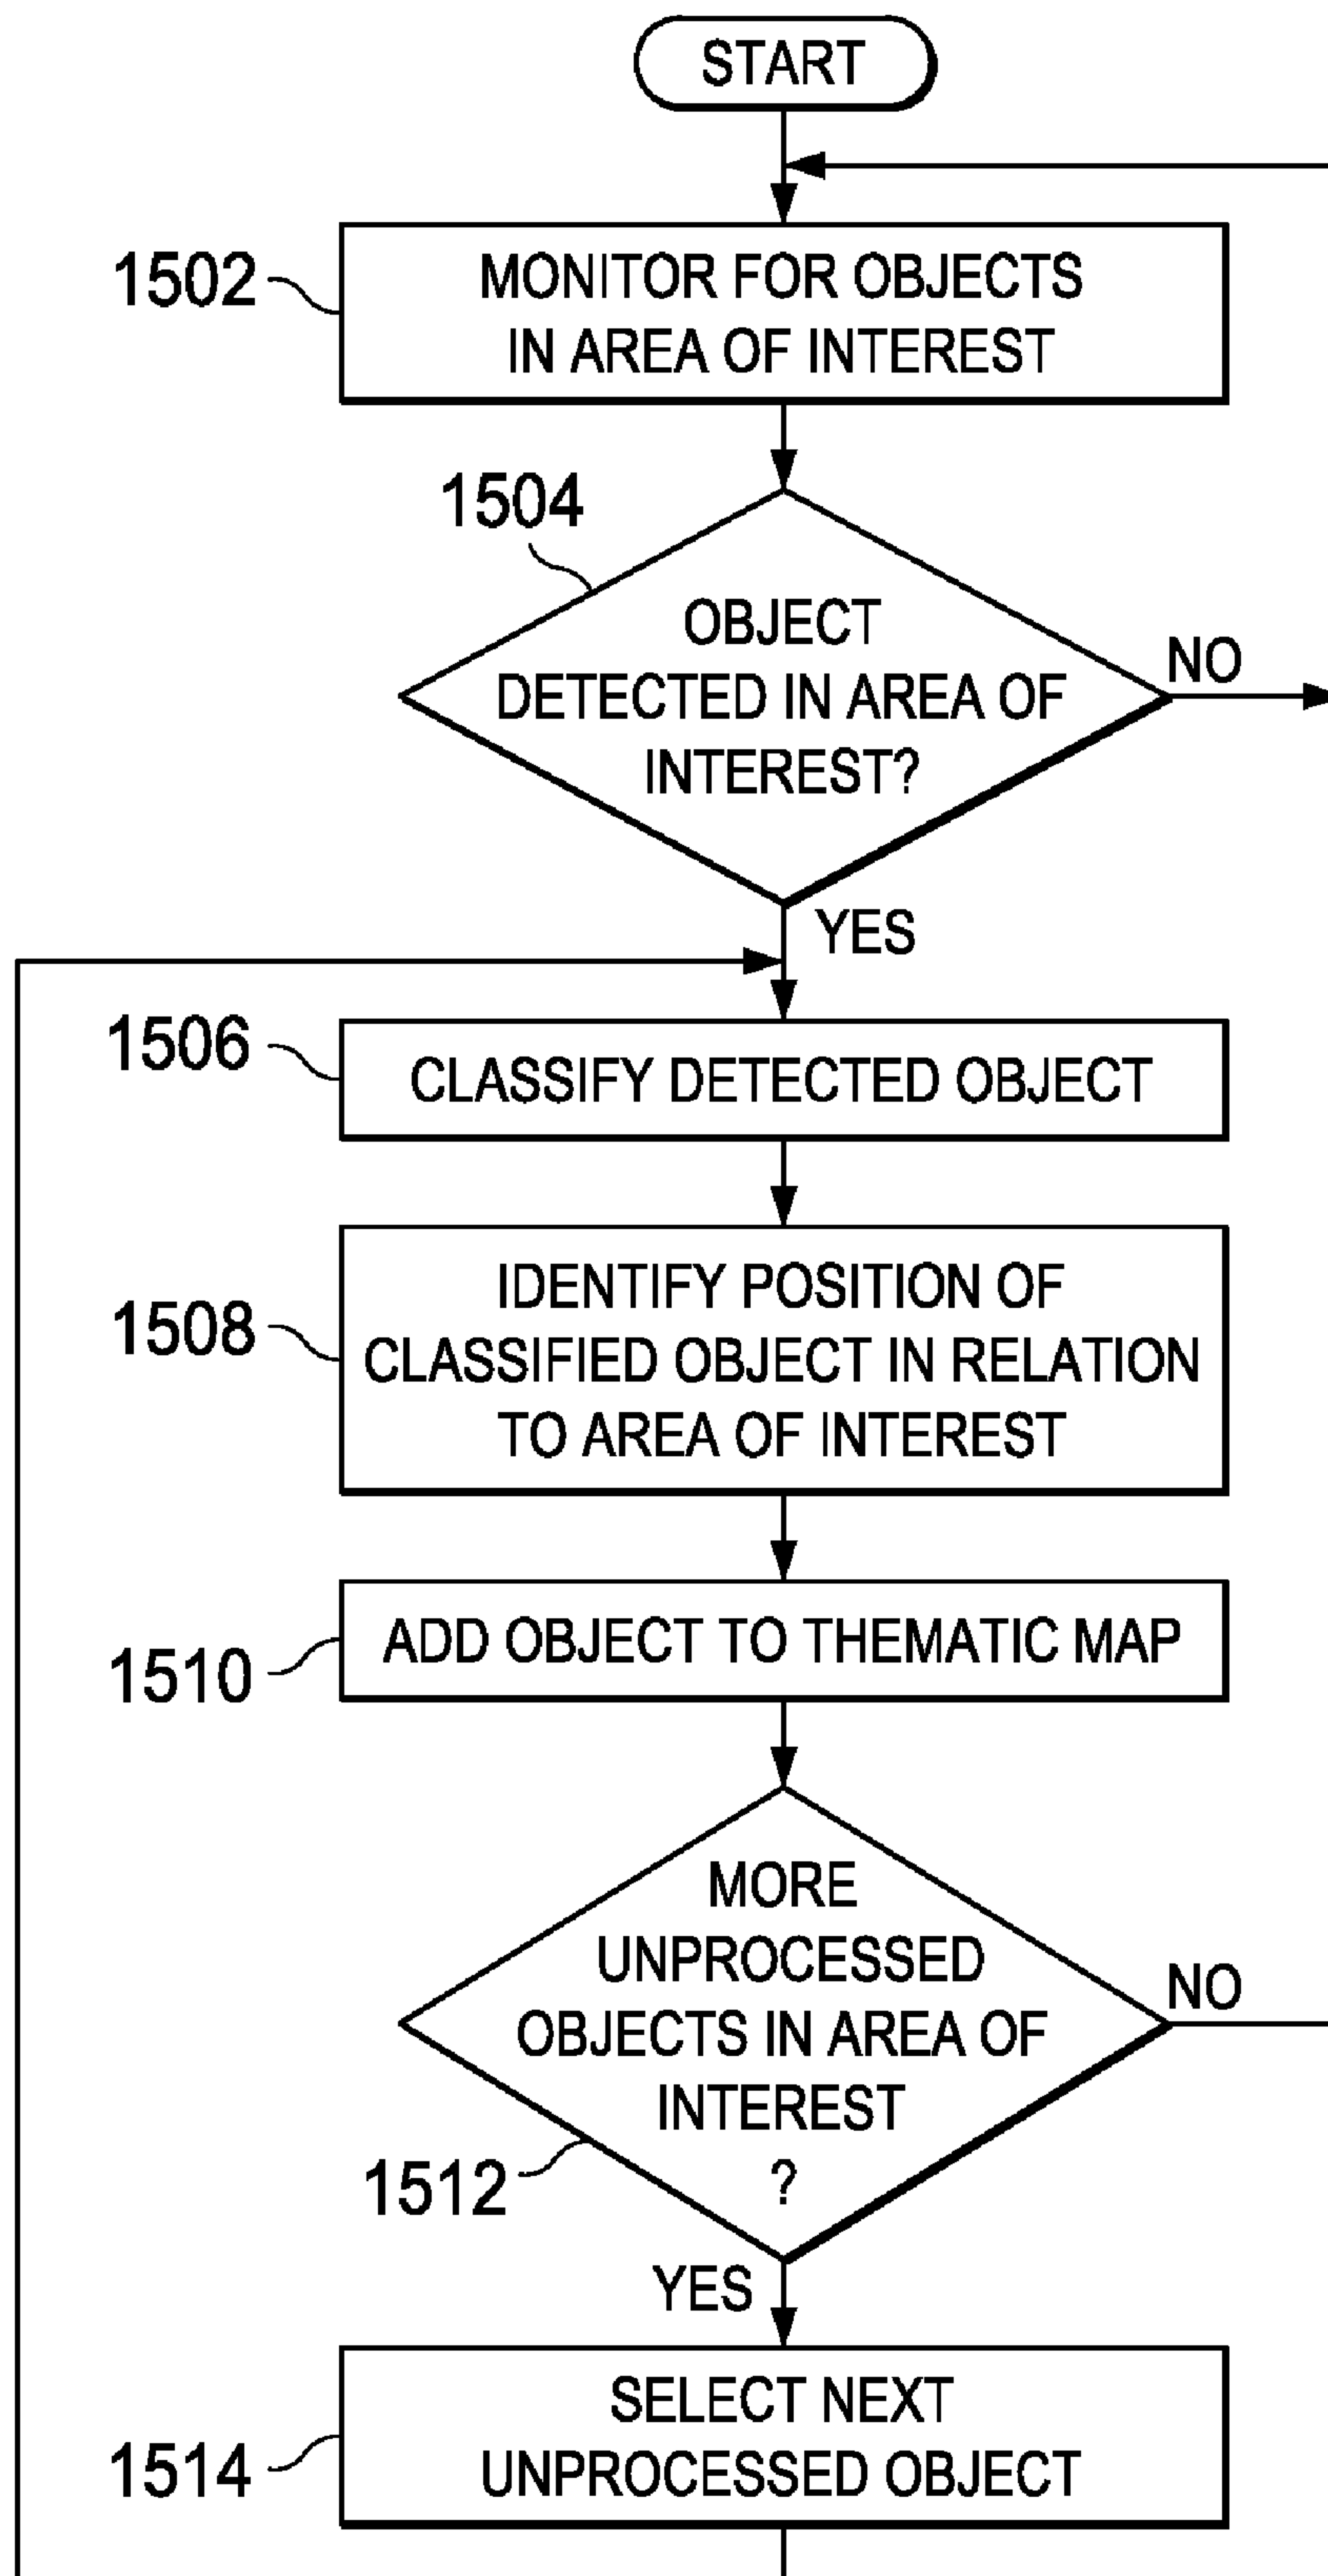 START
1502
MONITOR FOR OBJECTS
IN AREA OF INTEREST
1504
OBJECT
DETECTED IN AREA OF
INTEREST?
NO
YES
1506
CLASSIFY DETECTED OBJECT
1508
IDENTIFY POSITION OF
CLASSIFIED OBJECT IN RELATION
TO AREA OF INTEREST
1510
ADD OBJECT TO THEMATIC MAP
MORE
UNPROCESSED
OBJECTS IN AREA OF
INTEREST
?
NO
1512
YES
1514
SELECT NEXT
UNPROCESSED OBJECT